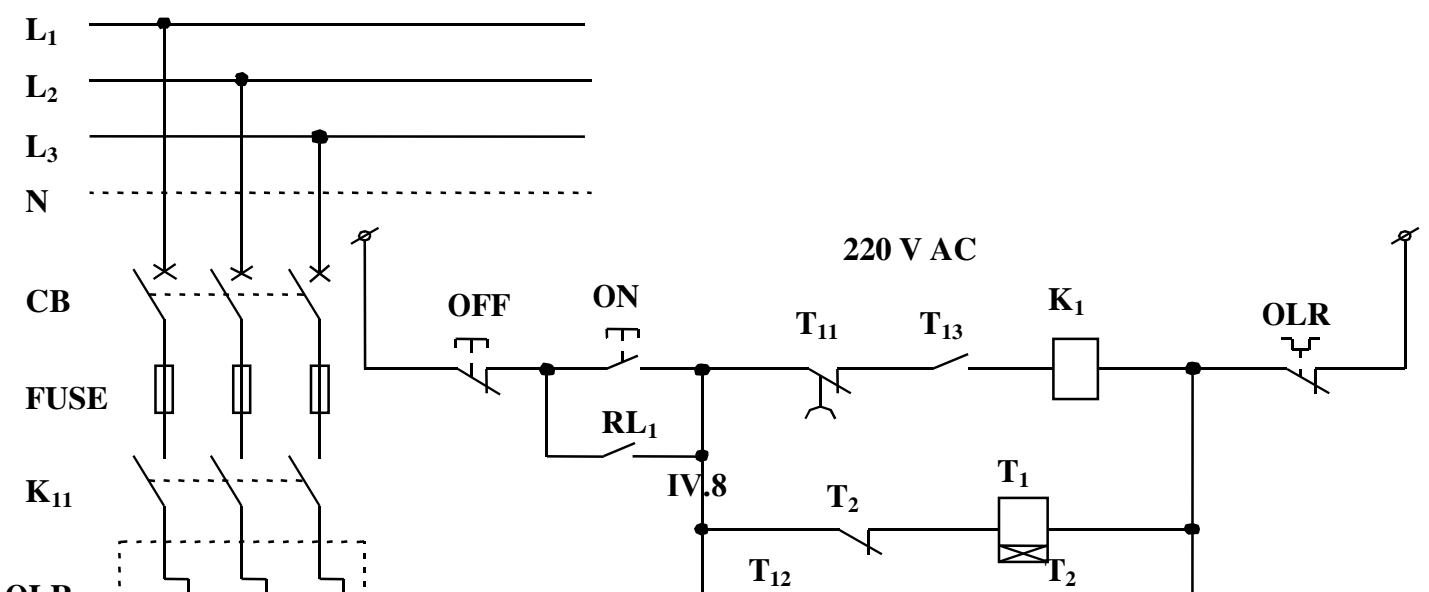 L₁
L₂
L₃
N
220 V AC
CB
OFF
ON
T₁₁
T₁₃
K₁
OLR
FUSE
RL₁
IV.8
K₁₁
T₂
T₁
T₁₂
T₂
OLR